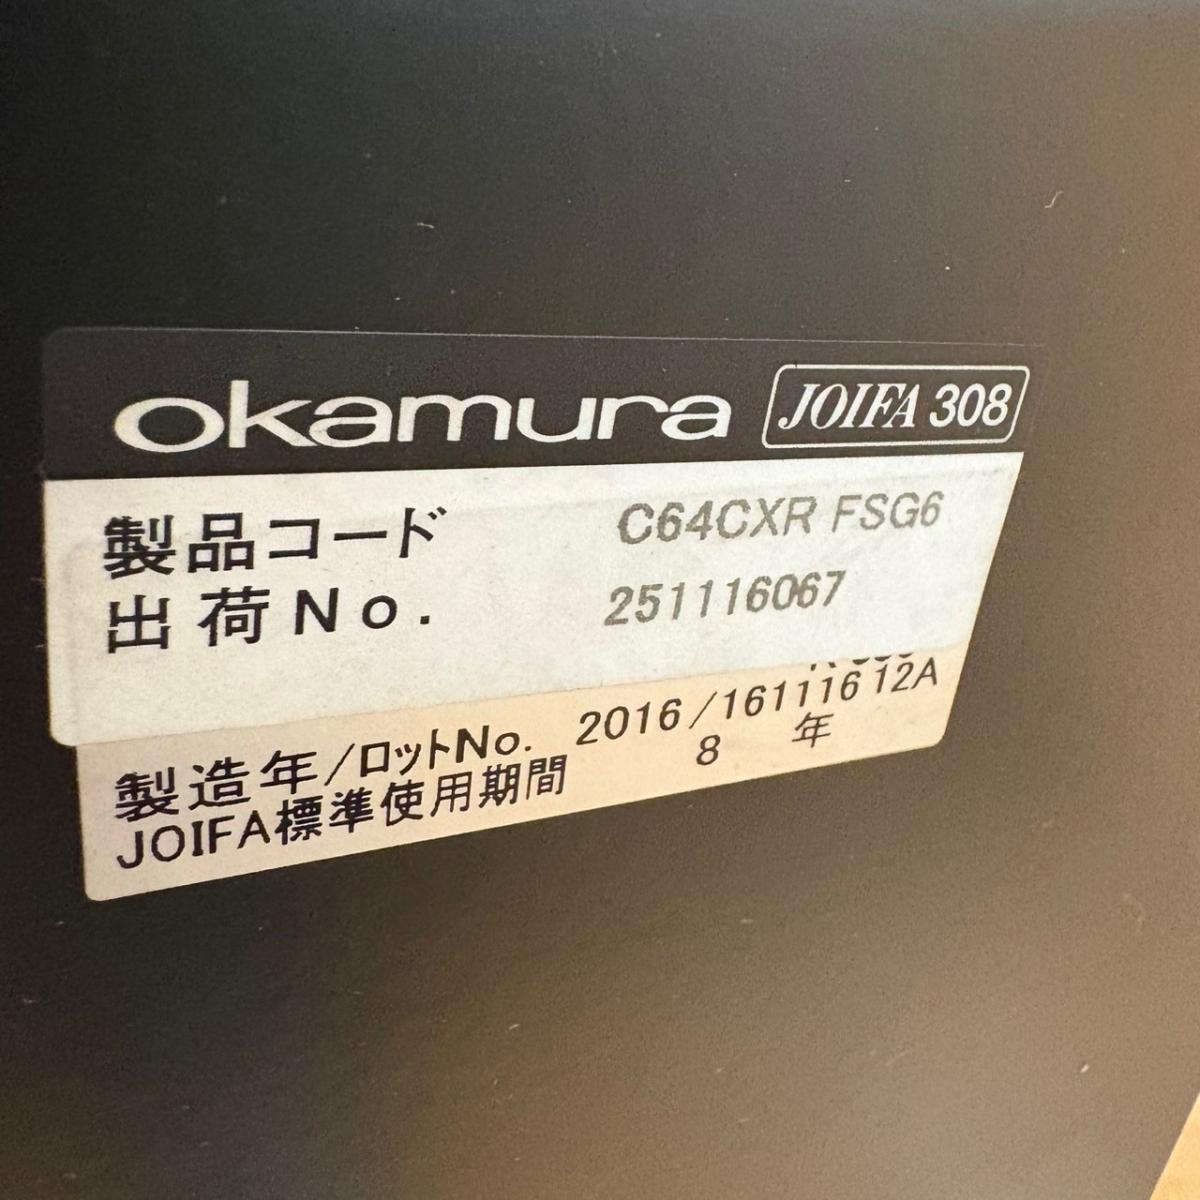 okamura JOIFA 308
製品コード C64CXR FSG6
出荷No. 251116067
製造年/ロットNo. 2016/16111612A
JOIFA標準使用期間 8 年